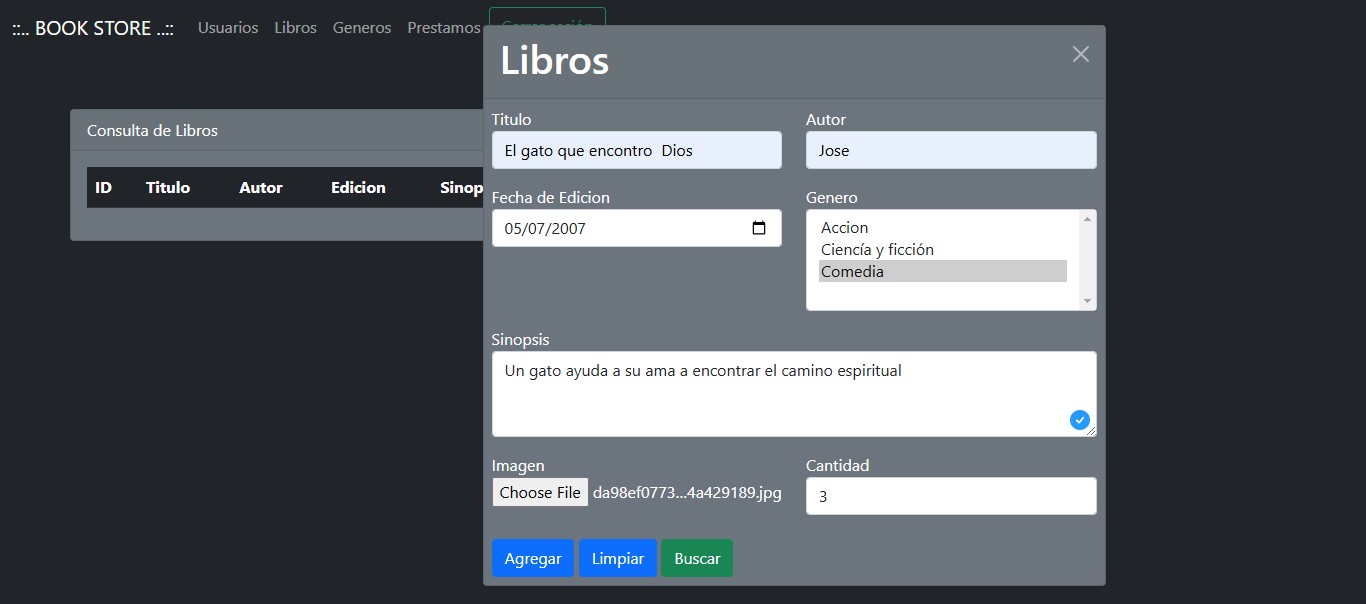 ::... BOOK STORE ...:: Usuarios Libros Generos Prestamos Cerrar sesión
Libros
Consulta de Libros
ID Titulo Autor Edicion Sinop
Titulo Autor
El gato que encontro  Dios Jose
Fecha de Edicion Genero
05/07/2007
Accion
Ciencía y ficción
Comedia
Sinopsis
Un gato ayuda a su ama a encontrar el camino espiritual
Imagen Cantidad
Choose File da98ef0773...4a429189.jpg 3
Agregar Limpiar Buscar